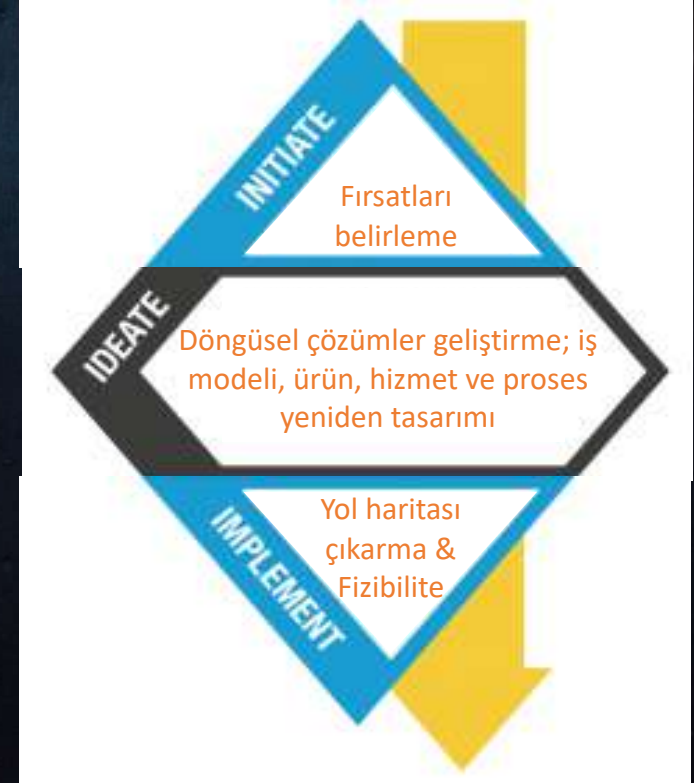 INITIATE
Fırsatları
belirleme
IDEATE
Döngüsel çözümler geliştirme; iş
modeli, ürün, hizmet ve proses
yeniden tasarımı
IMPLEMENT
Yol haritası
çıkarma &
Fizibilite